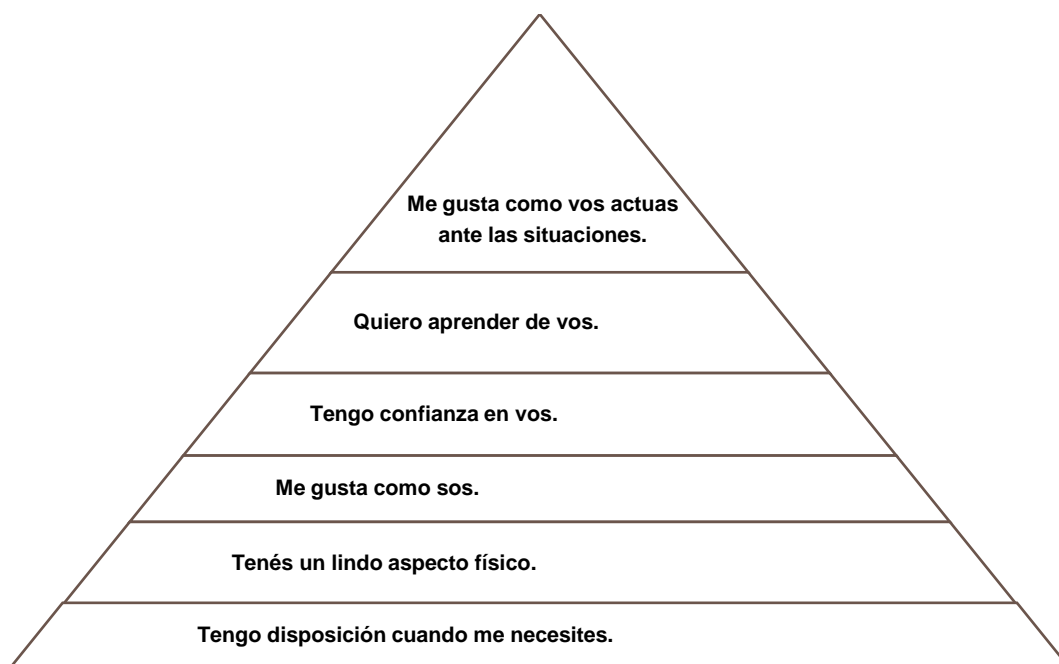 Me gusta como vos actuas
ante las situaciones.
Quiero aprender de vos.
Tengo confianza en vos.
Me gusta como sos.
Tenés un lindo aspecto físico.
Tengo disposición cuando me necesites.